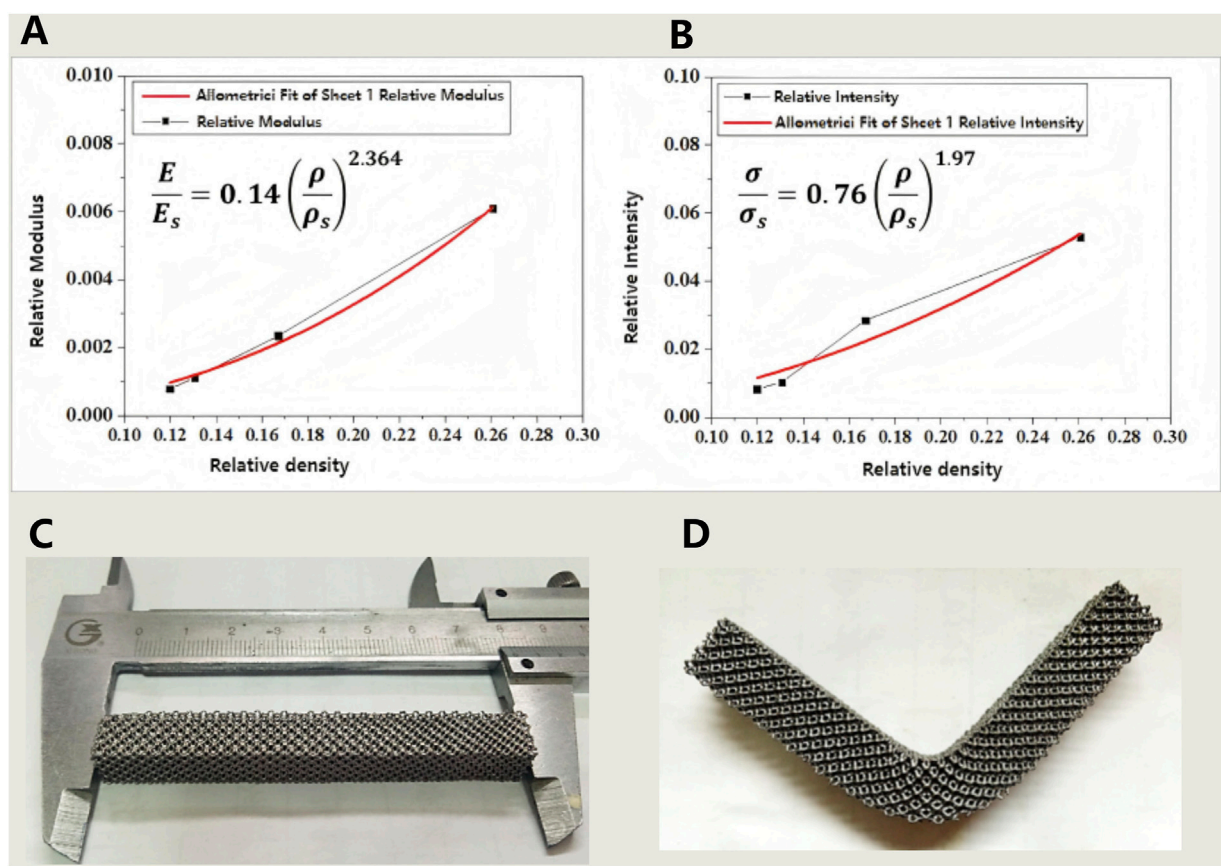 A
B
0.010
0.008
0.006
0.004
0.002
0.000
Relative Modulus
Allometrici Fit of Shcet 1 Relative Modulus
Relative Modulus
E/E_s = 0.14 (ρ/ρ_s)^2.364
0.10 0.12 0.14 0.16 0.18 0.20 0.22 0.24 0.26 0.28 0.30
Relative density
0.10
0.08
0.06
0.04
0.02
0.00
Relative Intensity
Relative Intensity
Allometrici Fit of Shcet 1 Relative Intensity
σ/σ_s = 0.76 (ρ/ρ_s)^1.97
0.10 0.12 0.14 0.16 0.18 0.20 0.22 0.24 0.26 0.28 0.30
Relative density
C
D
0 1 2 3 4 5 6 7 8 9